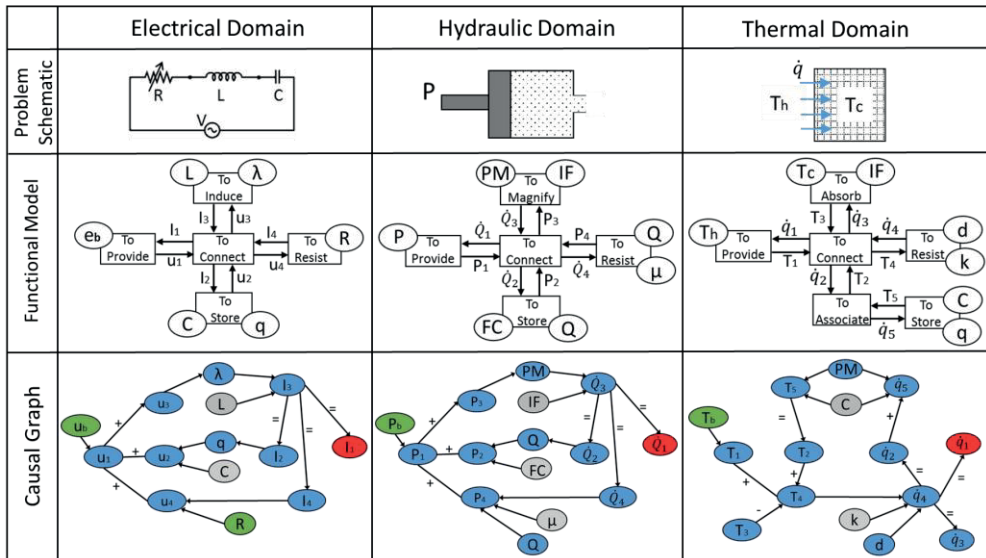 Electrical Domain
Hydraulic Domain
Thermal Domain
Problem Schematic
R
L
C
V
P
q̇
Th
Tc
Functional Model
L
λ
To Induce
I3
u3
eb
To Provide
I1
u1
To Connect
I4
u4
To Resist
R
I2
u2
To Store
C
q
PM
IF
To Magnify
Q̇3
P3
P
To Provide
Q̇1
P1
To Connect
P4
Q̇4
To Resist
Q
μ
Q̇2
P2
To Store
FC
Q
Tc
IF
To Absorb
T3
q̇3
Th
To Provide
q̇1
T1
To Connect
q̇4
T4
To Resist
d
k
q̇2
T2
To Associate
T5
q̇5
To Store
C
q
Causal Graph
λ
I3
u3
L
=
ub
+
=
=
u1
+
u2
q
I2
I1
C
+
u4
I4
R
PM
Q̇3
P3
IF
=
Pb
+
=
=
P1
+
P2
Q
Q̇2
Q̇1
FC
+
P4
Q̇4
μ
Q
PM
T5
q̇5
C
Tb
=
+
T1
T2
q̇2
q̇1
+
+
=
=
T4
q̇4
-
k
=
T3
d
q̇3